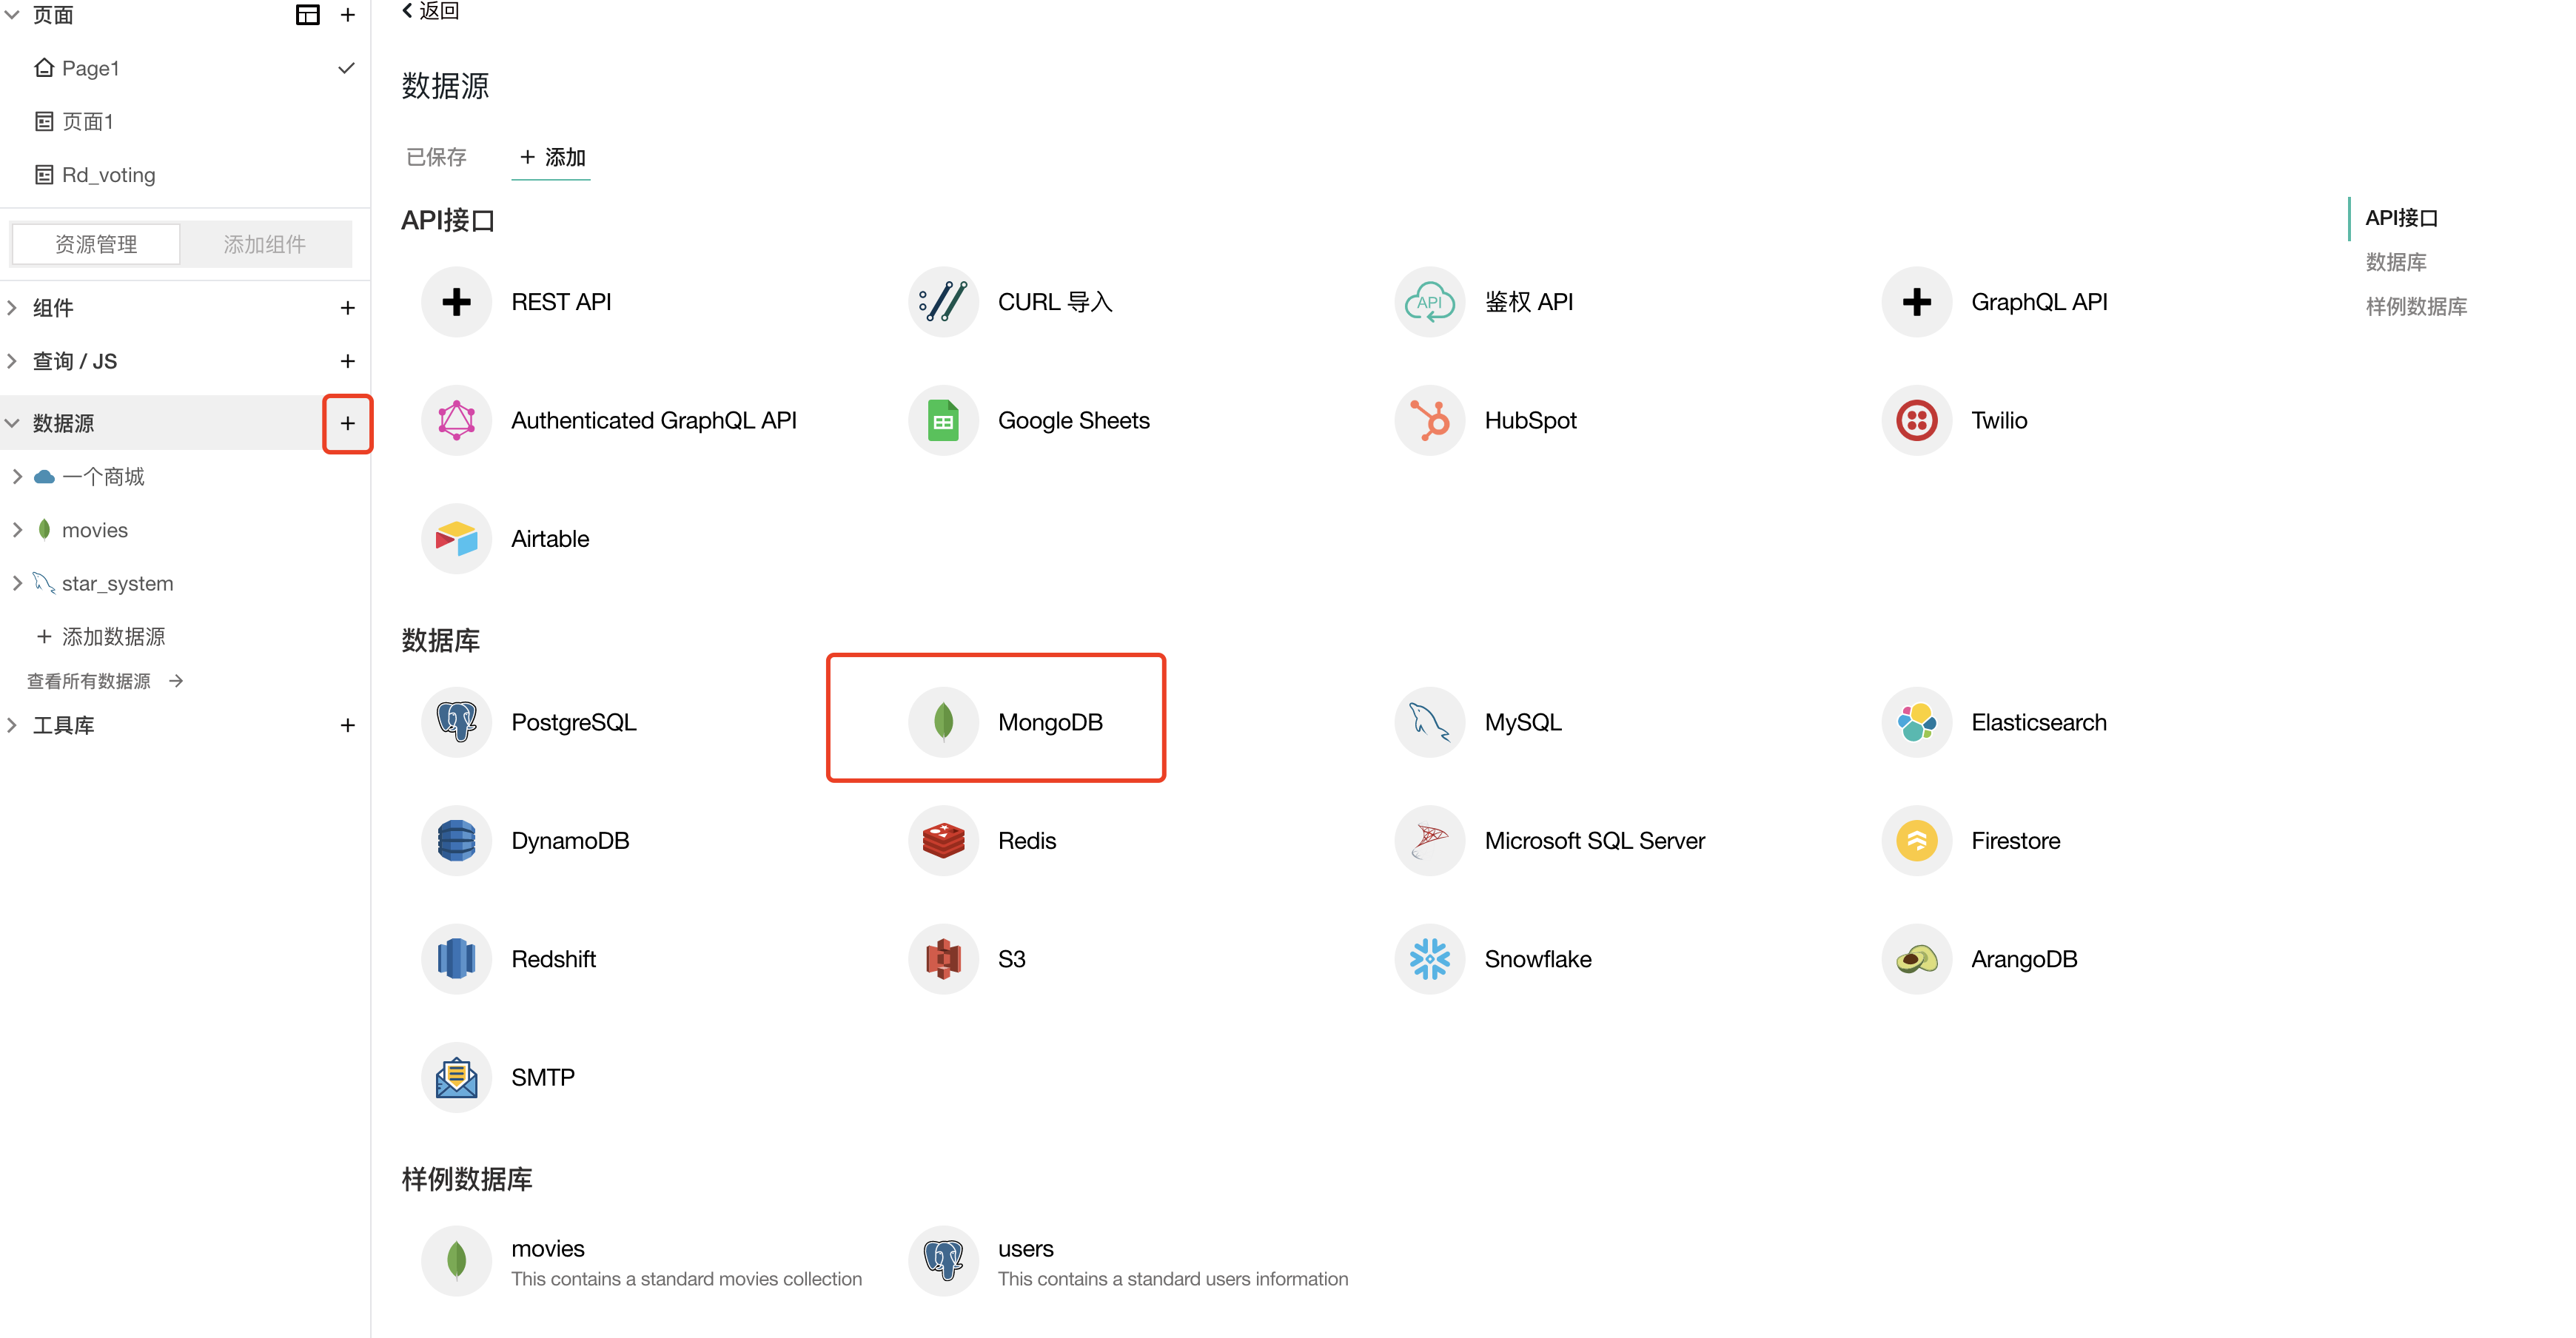 页面
Page1
页面1
Rd_voting
资源管理
添加组件
组件
查询 / JS
数据源
一个商城
movies
star_system
添加数据源
查看所有数据源
工具库
返回
数据源
已保存
添加
API接口
REST API
CURL 导入
API
鉴权 API
GraphQL API
Authenticated GraphQL API
Google Sheets
HubSpot
Twilio
Airtable
数据库
PostgreSQL
MongoDB
MySQL
Elasticsearch
DynamoDB
Redis
Microsoft SQL Server
Firestore
Redshift
S3
Snowflake
ArangoDB
SMTP
样例数据库
movies
This contains a standard movies collection
users
This contains a standard users information
API接口
数据库
样例数据库